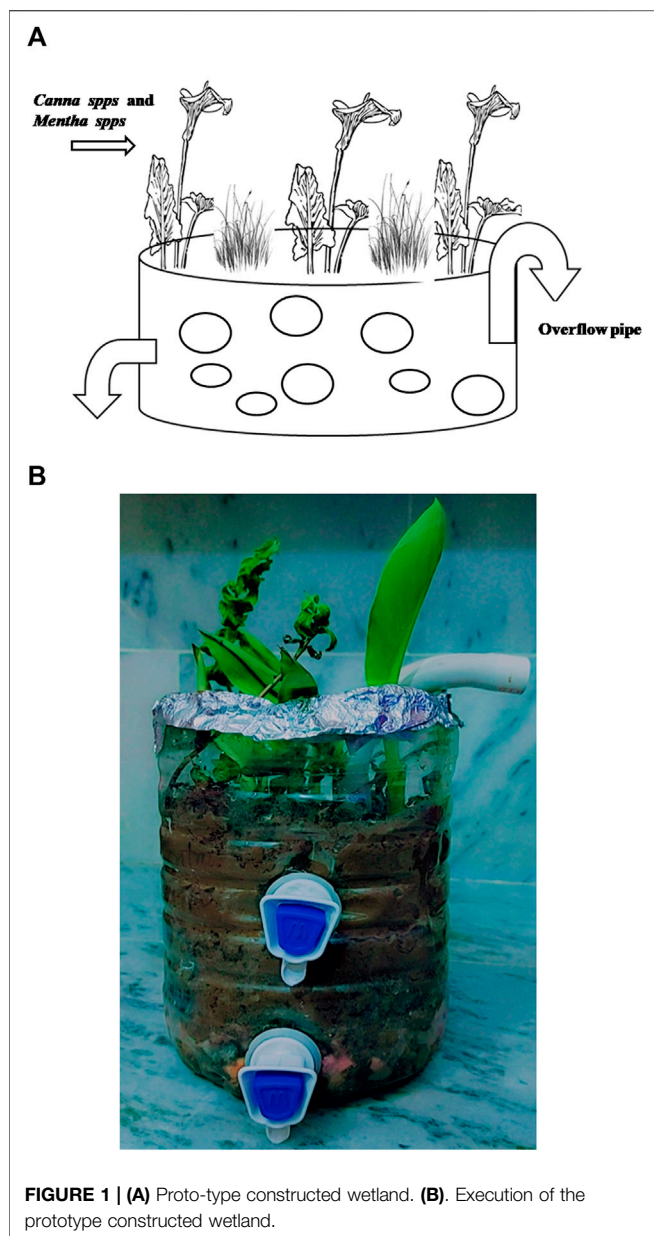 A
Canna spps and
Mentha spps
Overflow pipe
B
FIGURE 1 | (A) Proto-type constructed wetland. (B). Execution of the
prototype constructed wetland.